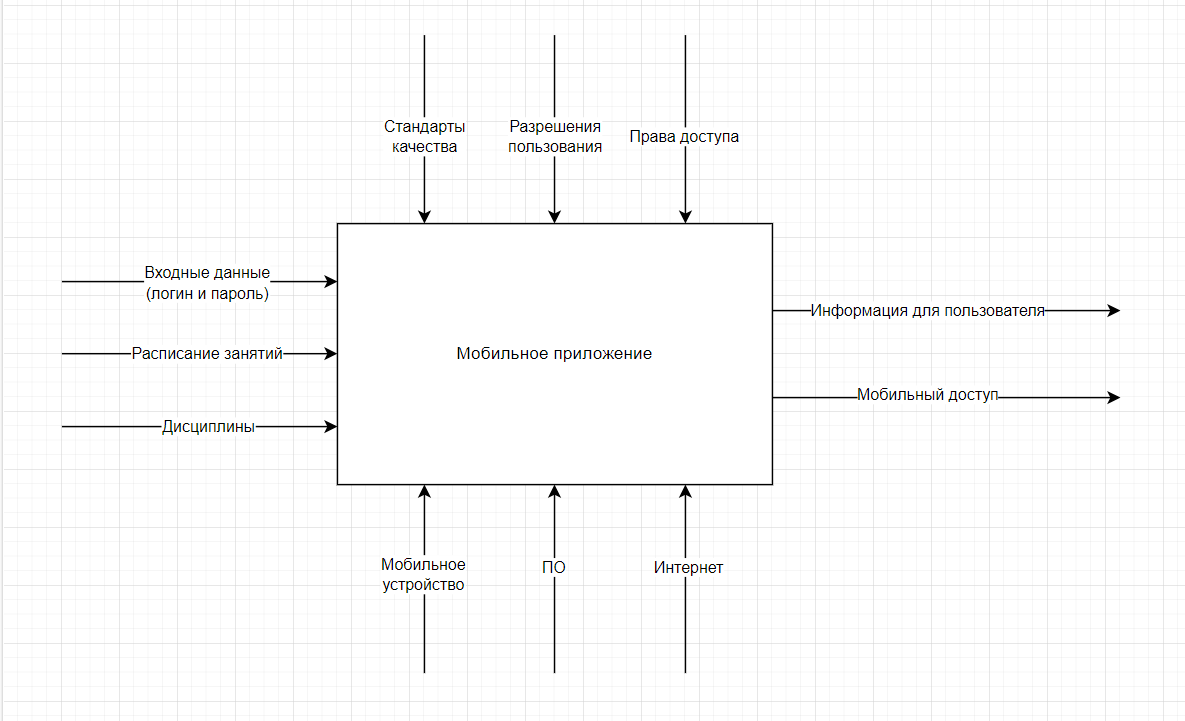 Стандарты
качества
Разрешения
пользования
Права доступа
Входные данные
(логин и пароль)
Расписание занятий
Дисциплины
Мобильное приложение
Информация для пользователя
Мобильный доступ
Мобильное
устройство
ПО
Интернет